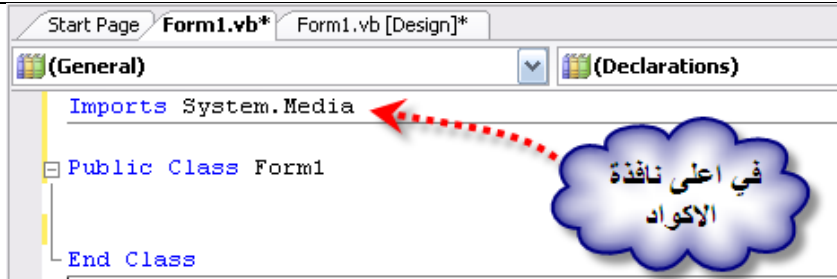 Start Page Form1.vb* Form1.vb [Design]*
(General) (Declarations)
Imports System.Media
Public Class Form1
في اعلى نافذة
الاكواد
End Class